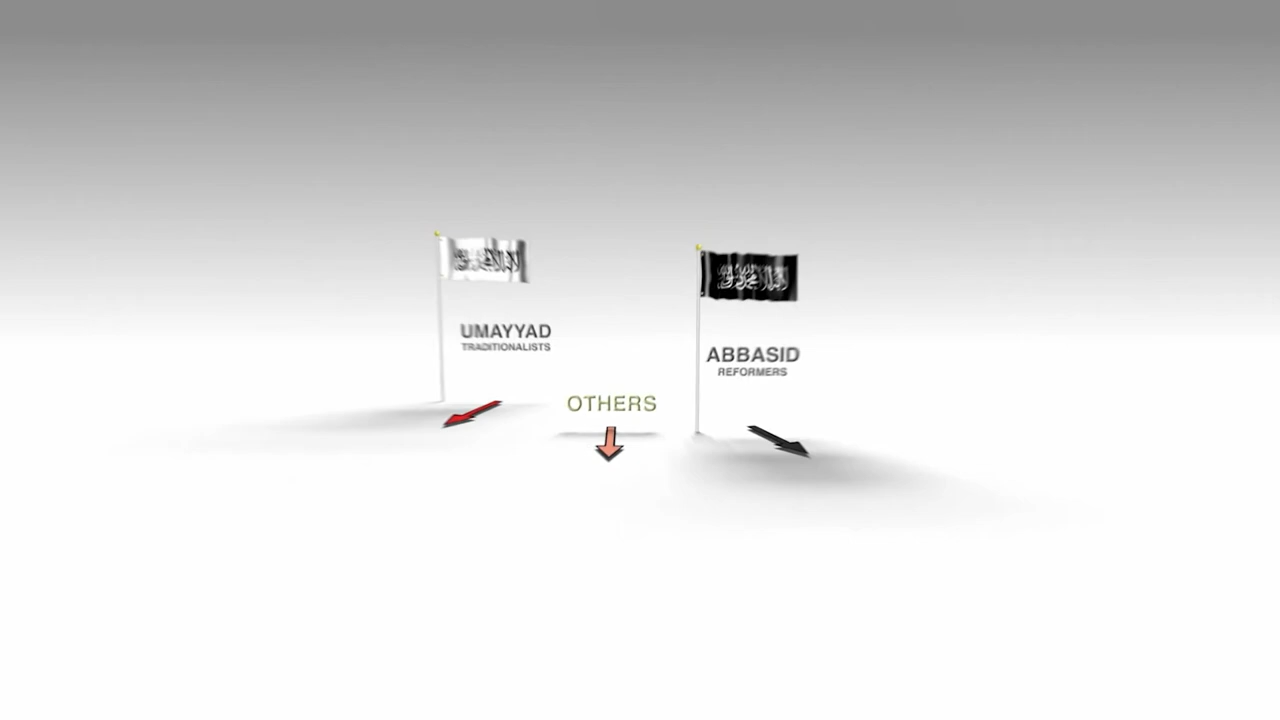 UMAYYAD
TRADITIONALISTS
ABBASID
REFORMERS
OTHERS